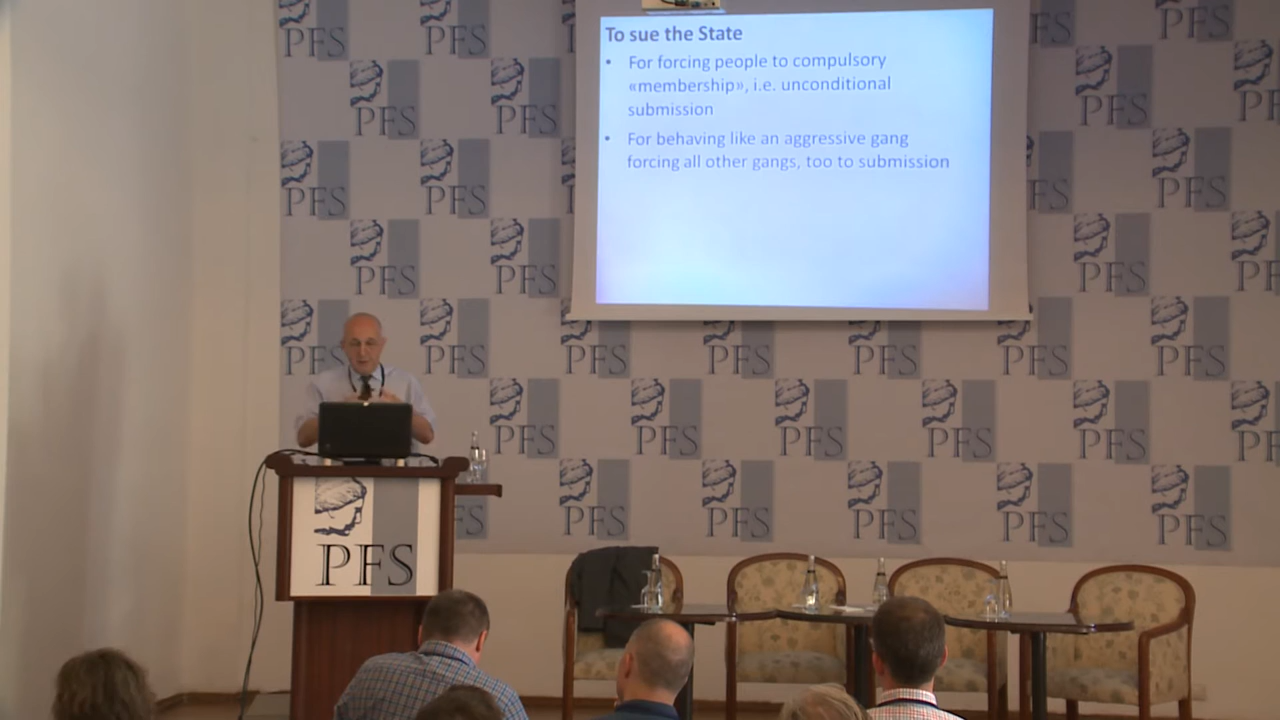 To sue the State
• For forcing people to compulsory
«membership», i.e. unconditional
submission
• For behaving like an aggressive gang
forcing all other gangs, too to submission
PFS